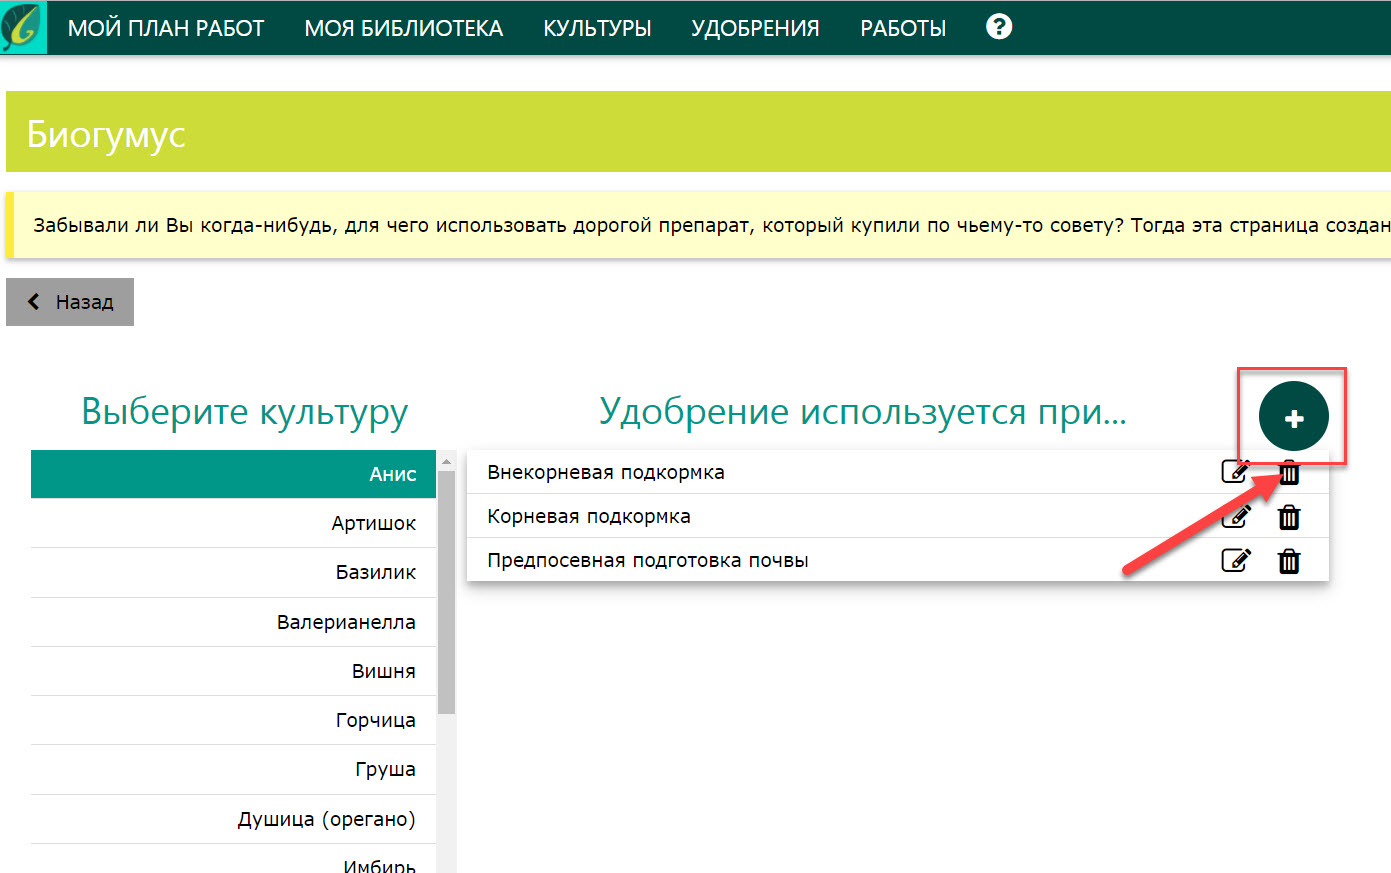 МОЙ ПЛАН РАБОТ МОЯ БИБЛИОТЕКА КУЛЬТУРЫ УДОБРЕНИЯ РАБОТЫ ?
Биогумус
Забывали ли Вы когда-нибудь, для чего использовать дорогой препарат, который купили по чьему-то совету? Тогда эта страница создан
Назад
Выберите культуру
Анис
Артишок
Базилик
Валерианелла
Вишня
Горчица
Груша
Душица (орегано)
Имбирь
Удобрение используется при...
Внекорневая подкормка
Корневая подкормка
Предпосевная подготовка почвы